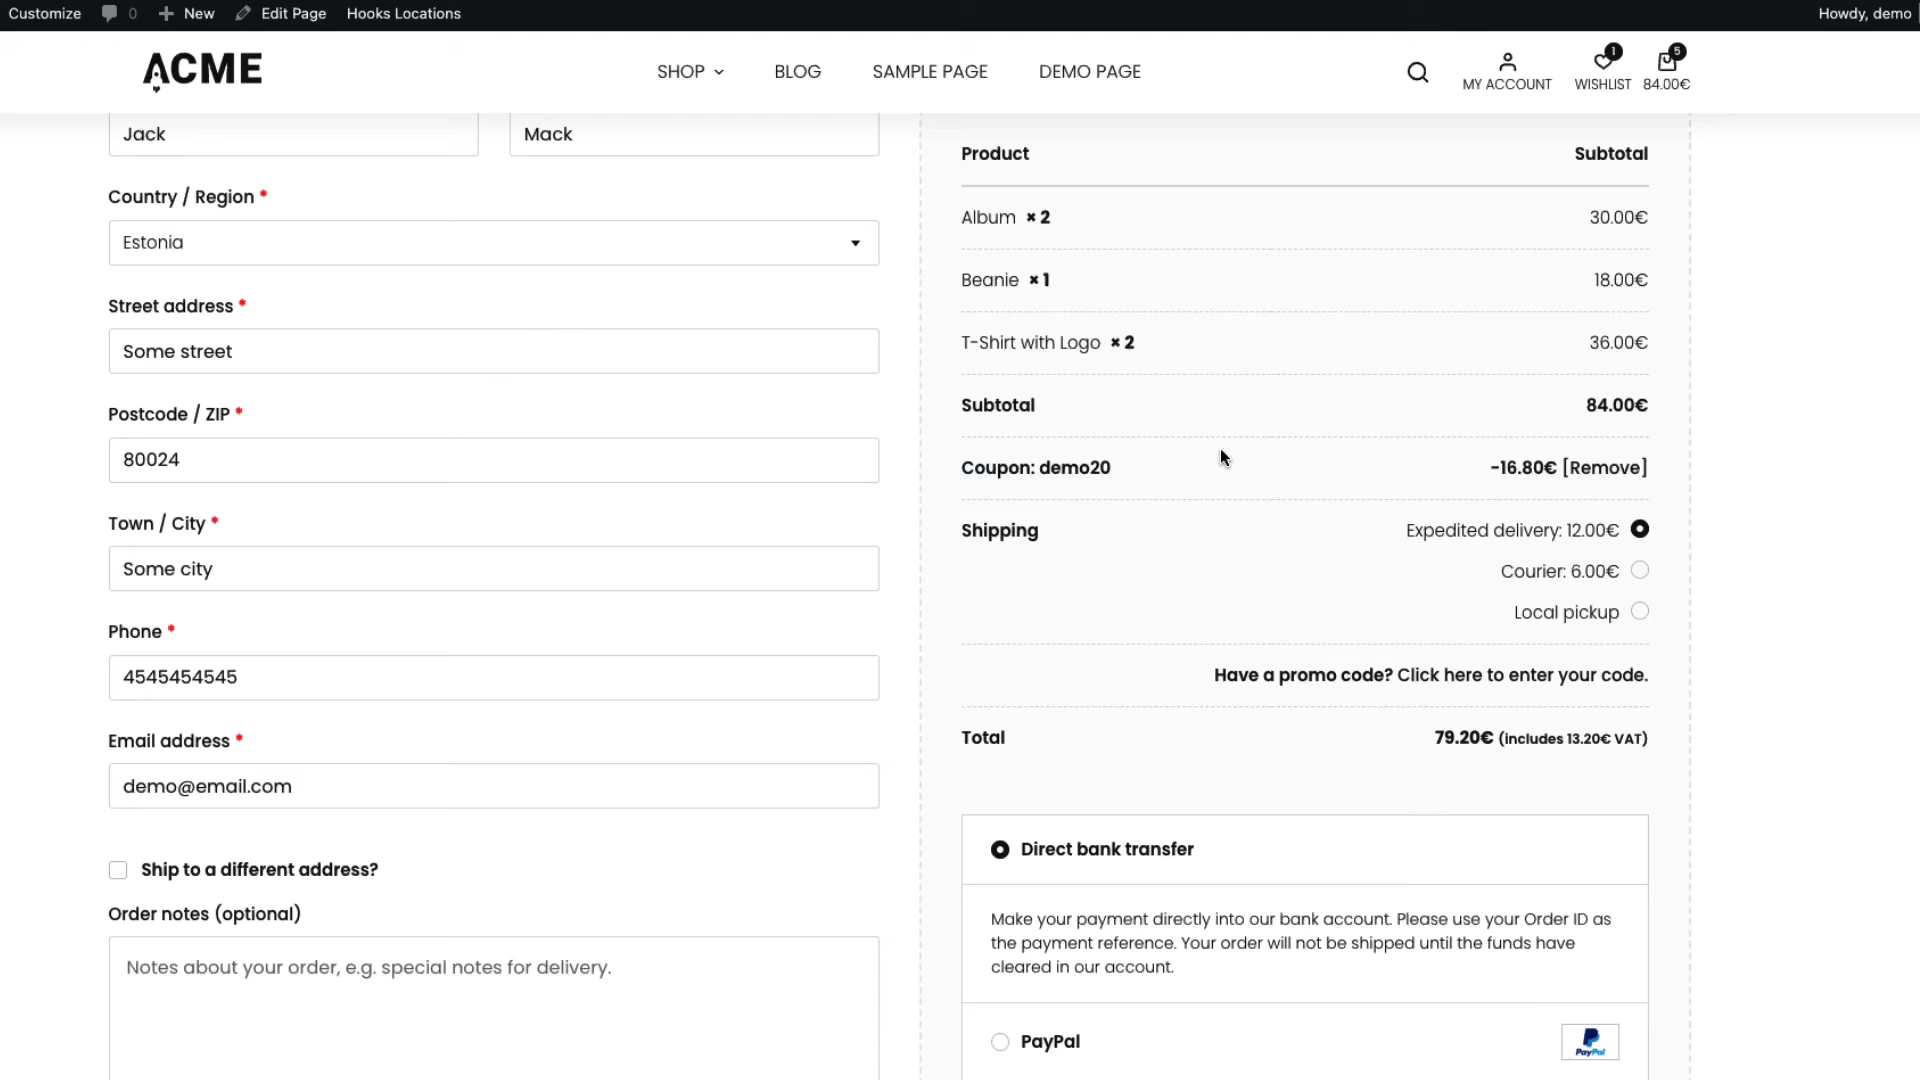 Customize 0 New Edit Page Hooks Locations Howdy, demo
ACME SHOP BLOG SAMPLE PAGE DEMO PAGE MY ACCOUNT 1 WISHLIST 5 84.00€
Jack Mack
Country / Region *
Estonia
Street address *
Some street
Postcode / ZIP *
80024
Town / City *
Some city
Phone *
4545454545
Email address *
demo@email.com
Ship to a different address?
Order notes (optional)
Notes about your order, e.g. special notes for delivery.
Product Subtotal
Album × 2 30.00€
Beanie × 1 18.00€
T-Shirt with Logo × 2 36.00€
Subtotal 84.00€
Coupon: demo20 -16.80€ [Remove]
Shipping Expedited delivery: 12.00€
Courier: 6.00€
Local pickup
Have a promo code? Click here to enter your code.
Total 79.20€ (includes 13.20€ VAT)
Direct bank transfer
Make your payment directly into our bank account. Please use your Order ID as
the payment reference. Your order will not be shipped until the funds have
cleared in our account.
PayPal PayPal